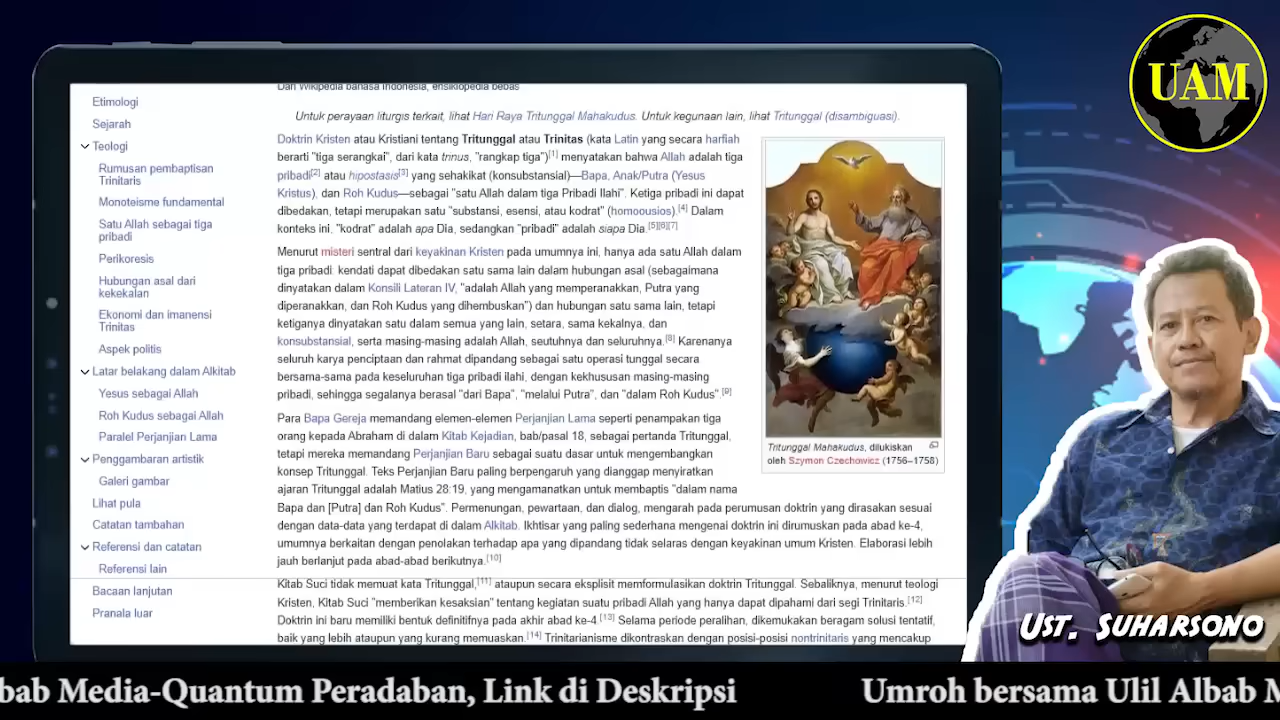 UAM
Dari Wikipedia bahasa Indonesia, ensiklopedia bebas
Etimologi
Sejarah
Teologi
Rumusan pembaptisan
Trinitaris
Monoteisme fundamental
Satu Allah sebagai tiga
pribadi
Perikoresis
Hubungan asal dari
kekekalan
Ekonomi dan imanensi
Trinitas
Aspek politis
Latar belakang dalam Alkitab
Yesus sebagai Allah
Roh Kudus sebagai Allah
Paralel Perjanjian Lama
Penggambaran artistik
Galeri gambar
Lihat pula
Catatan tambahan
Referensi dan catatan
Referensi lain
Bacaan lanjutan
Pranala luar
Untuk perayaan liturgis terkait, lihat Hari Raya Tritunggal Mahakudus. Untuk kegunaan lain, lihat Tritunggal (disambiguasi).
Doktrin Kristen atau Kristiani tentang Tritunggal atau Trinitas (kata Latin yang secara harfiah
berarti "tiga serangkai", dari kata trinus, "rangkap tiga")[1] menyatakan bahwa Allah adalah tiga
pribadi[2] atau hipostasis[3] yang sehakikat (konsubstansial)—Bapa, Anak/Putra (Yesus
Kristus), dan Roh Kudus—sebagai "satu Allah dalam tiga Pribadi Ilahi". Ketiga pribadi ini dapat
dibedakan, tetapi merupakan satu "substansi, esensi, atau kodrat" (homoousios).[4] Dalam
konteks ini, "kodrat" adalah apa Dia, sedangkan "pribadi" adalah siapa Dia.[5][6][7]
Menurut misteri sentral dari keyakinan Kristen pada umumnya ini, hanya ada satu Allah dalam
tiga pribadi: kendati dapat dibedakan satu sama lain dalam hubungan asal (sebagaimana
dinyatakan dalam Konsili Lateran IV, "adalah Allah yang memperanakkan, Putra yang
diperanakkan, dan Roh Kudus yang dihembuskan") dan hubungan satu sama lain, tetapi
ketiganya dinyatakan satu dalam semua yang lain, setara, sama kekalnya, dan
konsubstansial, serta masing-masing adalah Allah, seutuhnya dan seluruhnya.[8] Karenanya
seluruh karya penciptaan dan rahmat dipandang sebagai satu operasi tunggal secara
bersama-sama pada keseluruhan tiga pribadi ilahi, dengan kekhususan masing-masing
pribadi, sehingga segalanya berasal "dari Bapa", "melalui Putra", dan "dalam Roh Kudus".[9]
Para Bapa Gereja memandang elemen-elemen Perjanjian Lama seperti penampakan tiga
orang kepada Abraham di dalam Kitab Kejadian, bab/pasal 18, sebagai pertanda Tritunggal,
tetapi mereka memandang Perjanjian Baru sebagai suatu dasar untuk mengembangkan
konsep Tritunggal. Teks Perjanjian Baru paling berpengaruh yang dianggap menyiratkan
ajaran Tritunggal adalah Matius 28:19, yang mengamanatkan untuk membaptis "dalam nama
Bapa dan [Putra] dan Roh Kudus". Permenungan, pewartaan, dan dialog, mengarah pada perumusan doktrin yang dirasakan sesuai
dengan data-data yang terdapat di dalam Alkitab. Ikhtisar yang paling sederhana mengenai doktrin ini dirumuskan pada abad ke-4,
umumnya berkaitan dengan penolakan terhadap apa yang dipandang tidak selaras dengan keyakinan umum Kristen. Elaborasi lebih
jauh berlanjut pada abad-abad berikutnya.[10]
Kitab Suci tidak memuat kata Tritunggal,[11] ataupun secara eksplisit memformulasikan doktrin Tritunggal. Sebaliknya, menurut teologi
Kristen, Kitab Suci "memberikan kesaksian" tentang kegiatan suatu pribadi Allah yang hanya dapat dipahami dari segi Trinitaris.[12]
Doktrin ini baru memiliki bentuk definitifnya pada akhir abad ke-4.[13] Selama periode peralihan, dikemukakan beragam solusi tentatif,
baik yang lebih ataupun yang kurang memuaskan.[14] Trinitarianisme dikontraskan dengan posisi-posisi nontrinitaris yang mencakup
Tritunggal Mahakudus, dilukiskan
oleh Szymon Czechowicz (1756–1758)
Ust. Suharsono
bab Media-Quantum Peradaban, Link di Deskripsi
Umroh bersama Ulil Albab M